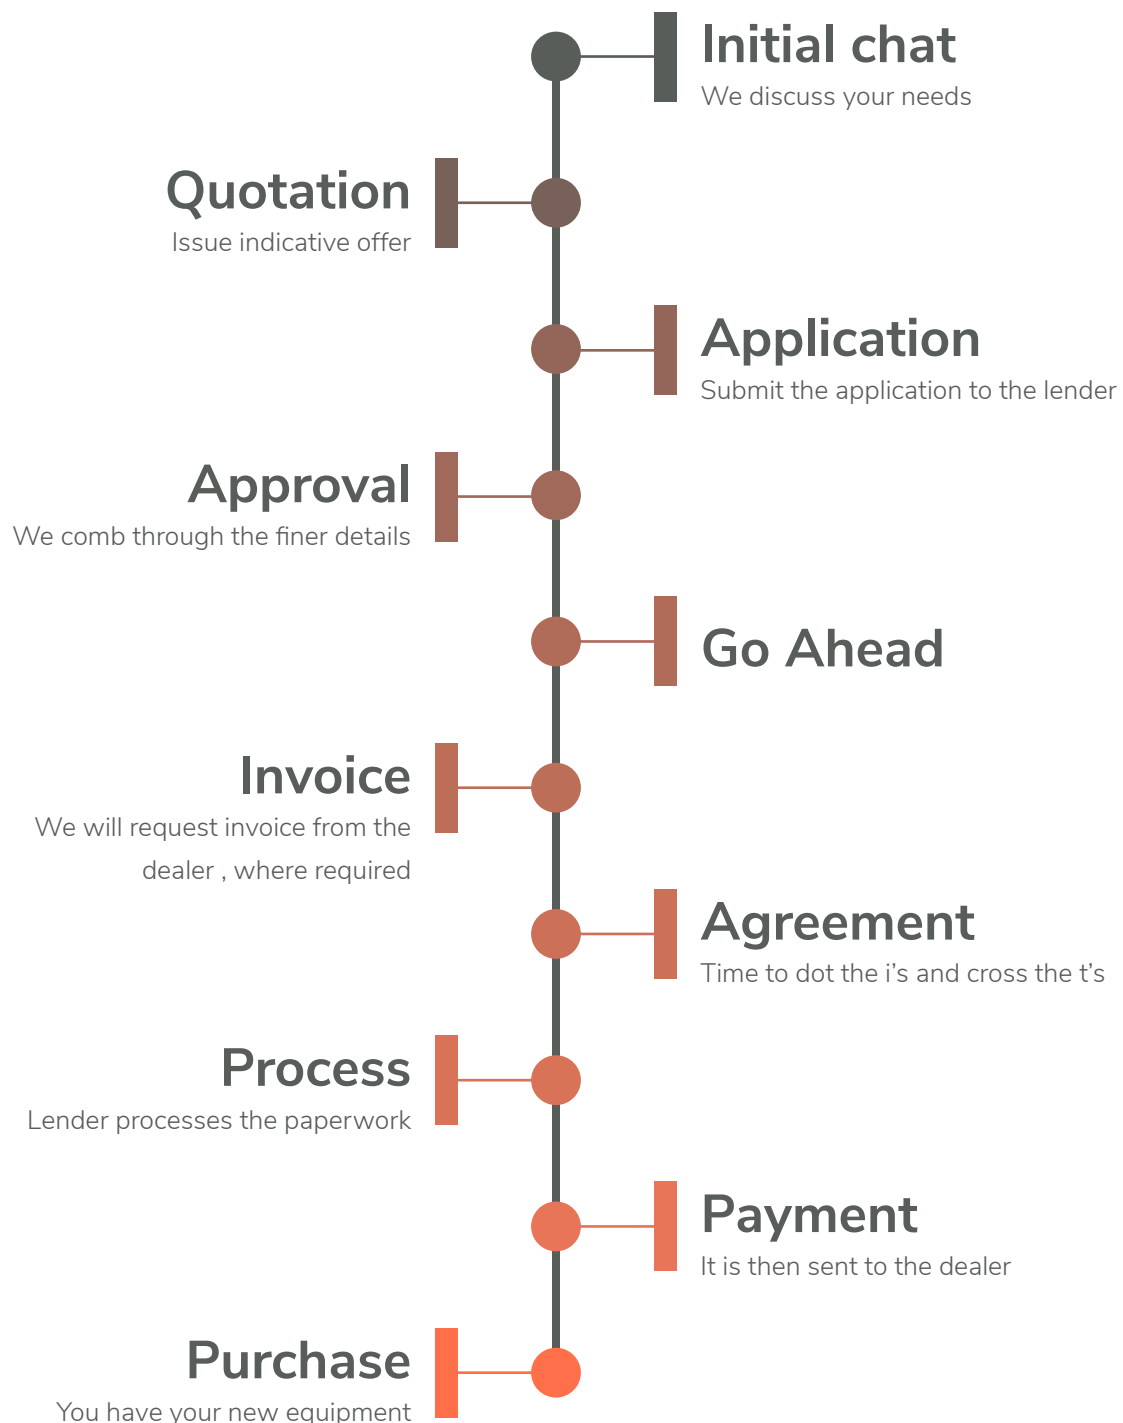 Initial chat
We discuss your needs
Quotation
Issue indicative offer
Application
Submit the application to the lender
Approval
We comb through the finer details
Go Ahead
Invoice
We will request invoice from the
dealer , where required
Agreement
Time to dot the i’s and cross the t’s
Process
Lender processes the paperwork
Payment
It is then sent to the dealer
Purchase
You have your new equipment